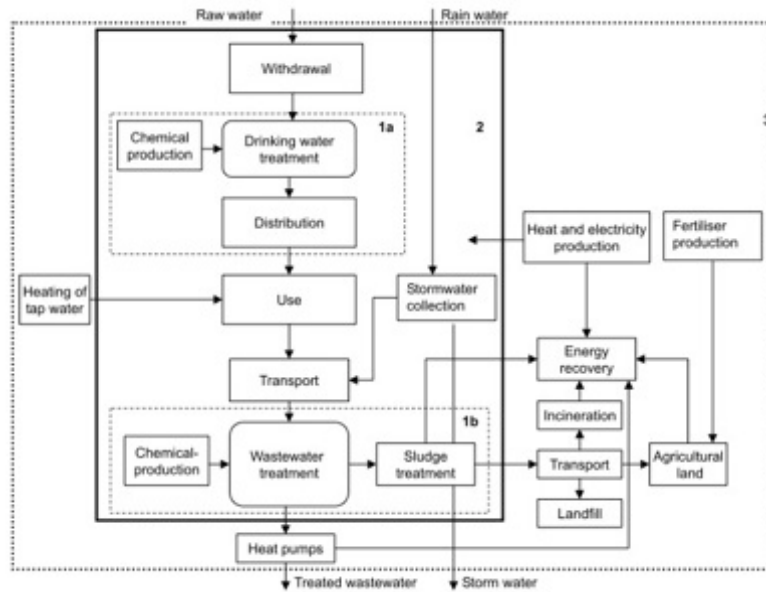 Raw water
Rain water
Withdrawal
1a
2
3
Chemical
production
Drinking water
treatment
Distribution
Heat and electricity
production
Fertiliser
production
Heating of
tap water
Use
Stormwater
collection
Transport
Energy
recovery
1b
Incineration
Chemical-
production
Wastewater
treatment
Sludge
treatment
Transport
Agricultural
land
Landfill
Heat pumps
Treated wastewater
Storm water